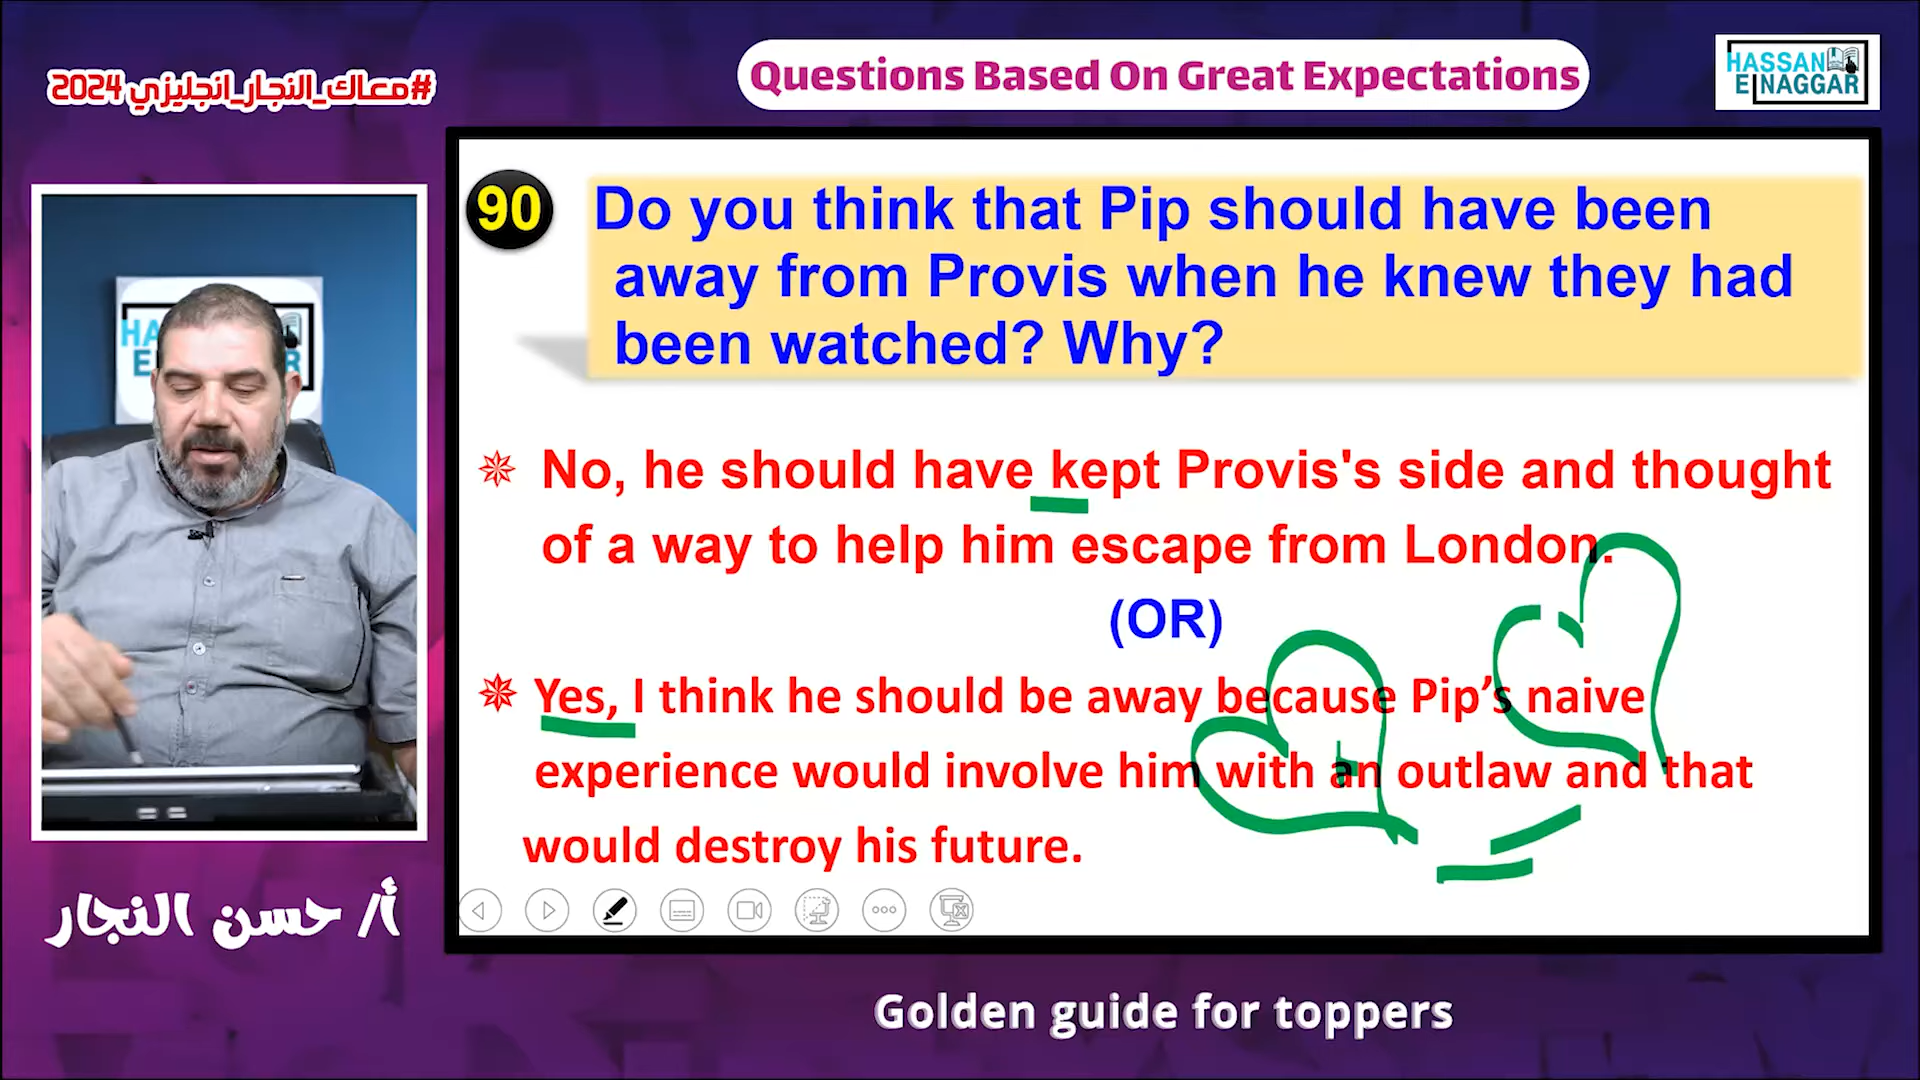 #معاك_النجار_انجليزي 2024
Questions Based On Great Expectations
HASSAN
ELNAGGAR
90 Do you think that Pip should have been
away from Provis when he knew they had
been watched? Why?
No, he should have kept Provis's side and thought
of a way to help him escape from London.
(OR)
Yes, I think he should be away because Pip’s naive
experience would involve him with an outlaw and that
would destroy his future.
أ/ حسن النجار
Golden guide for toppers